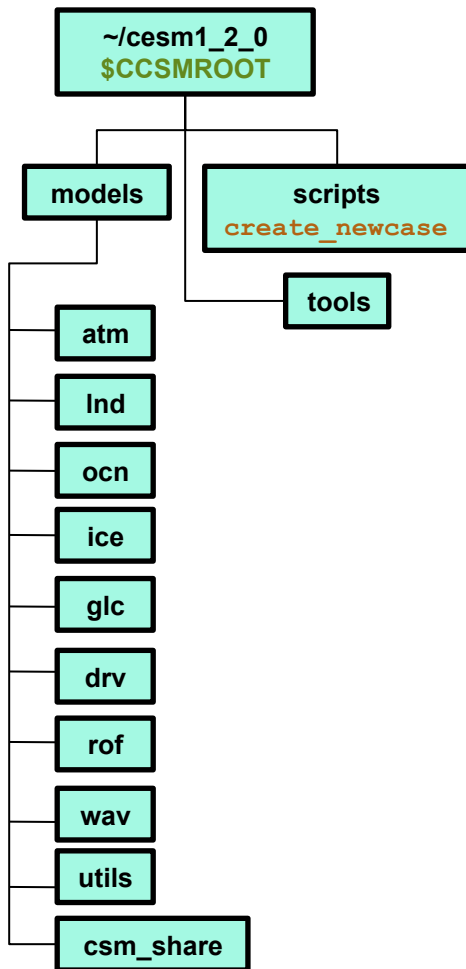 ~/cesm1_2_0
$CCSMROOT
models
scripts
create_newcase
tools
atm
lnd
ocn
ice
glc
drv
rof
wav
utils
csm_share